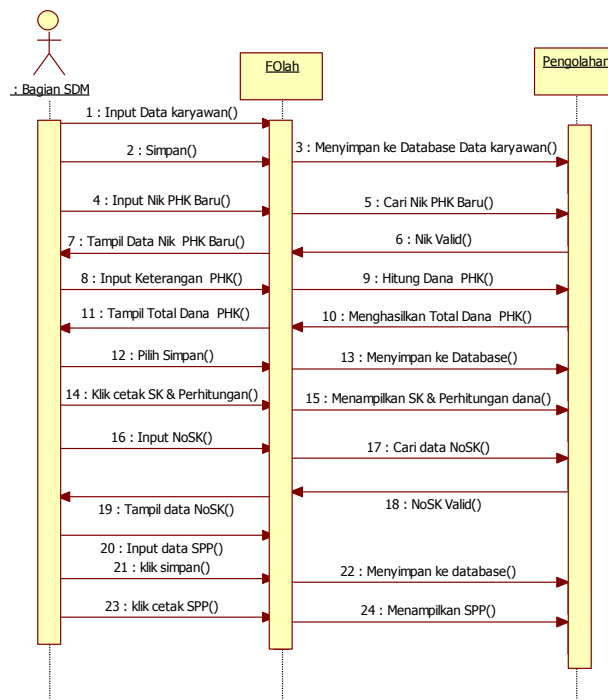 : Bagian SDM
FOlah
Pengolahan
1 : Input Data karyawan()
2 : Simpan()
3 : Menyimpan ke Database Data karyawan()
4 : Input Nik PHK Baru()
5 : Cari Nik PHK Baru()
6 : Nik Valid()
7 : Tampil Data Nik  PHK Baru()
8 : Input Keterangan  PHK()
9 : Hitung Dana  PHK()
10 : Menghasilkan Total Dana  PHK()
11 : Tampil Total Dana  PHK()
12 : Pilih Simpan()
13 : Menyimpan ke Database()
14 : Klik cetak SK & Perhitungan()
15 : Menampilkan SK & Perhitungan dana()
16 : Input NoSK()
17 : Cari data NoSK()
18 : NoSK Valid()
19 : Tampil data NoSK()
20 : Input data SPP()
21 : klik simpan()
22 : Menyimpan ke database()
23 : klik cetak SPP()
24 : Menampilkan SPP()